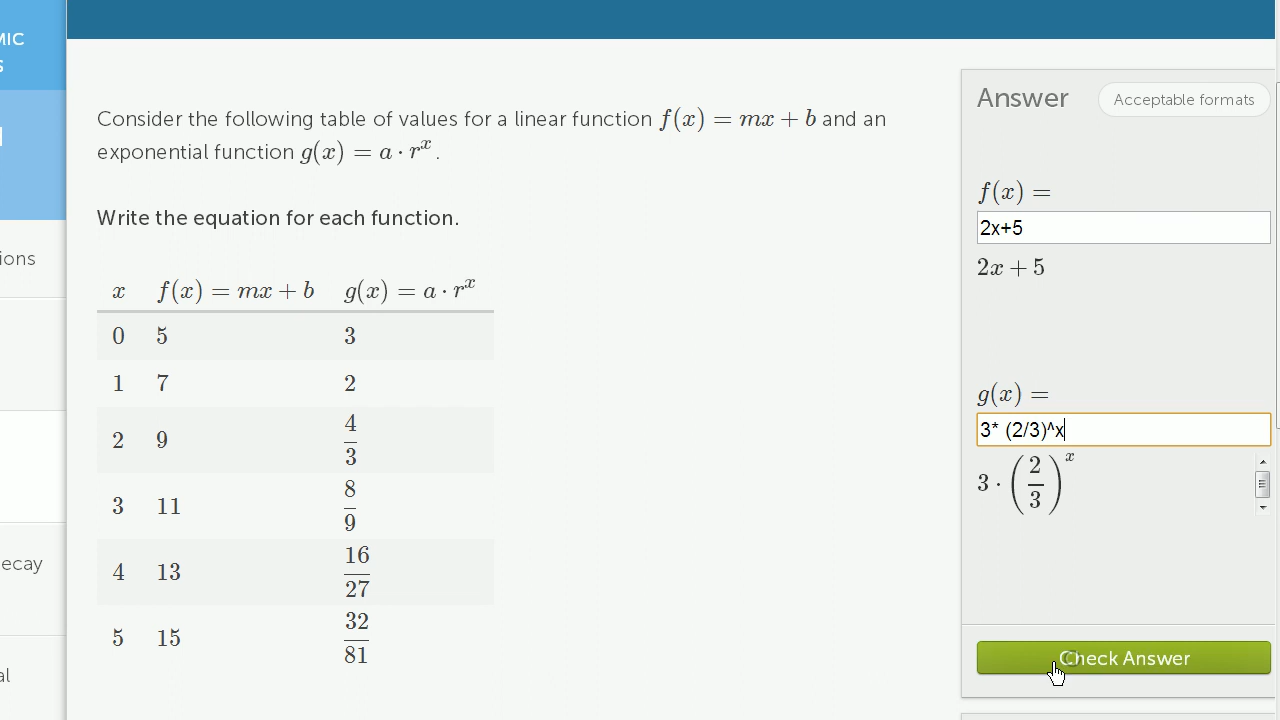 MIC
S
ions
ecay
al
Consider the following table of values for a linear function f(x) = mx + b and an
exponential function g(x) = a · r^x.
Write the equation for each function.
x f(x) = mx + b g(x) = a · r^x
0 5 3
1 7 2
2 9 4/3
3 11 8/9
4 13 16/27
5 15 32/81
Answer Acceptable formats
f(x) =
2x+5
2x + 5
g(x) =
3* (2/3)^x
3 · (2/3)^x
Check Answer